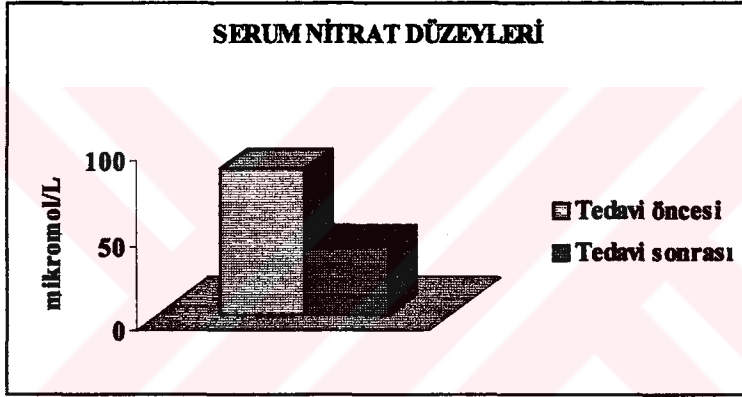 SERUM NİTRAT DÜZEYLERİ
mikromol/L
100
50
0
Tedavi öncesi
Tedavi sonrası